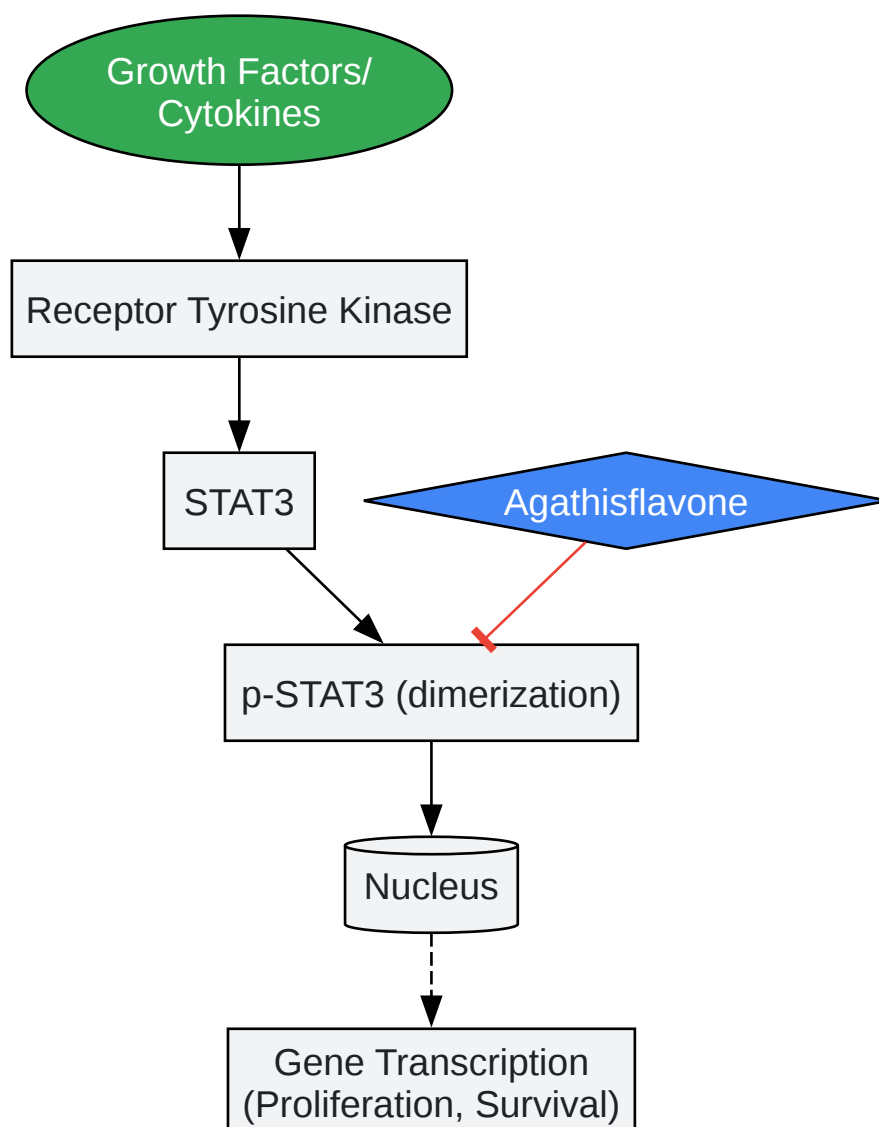 Growth Factors/
Cytokines
Receptor Tyrosine Kinase
STAT3
Agathisflavone
p-STAT3 (dimerization)
Nucleus
Gene Transcription
(Proliferation, Survival)